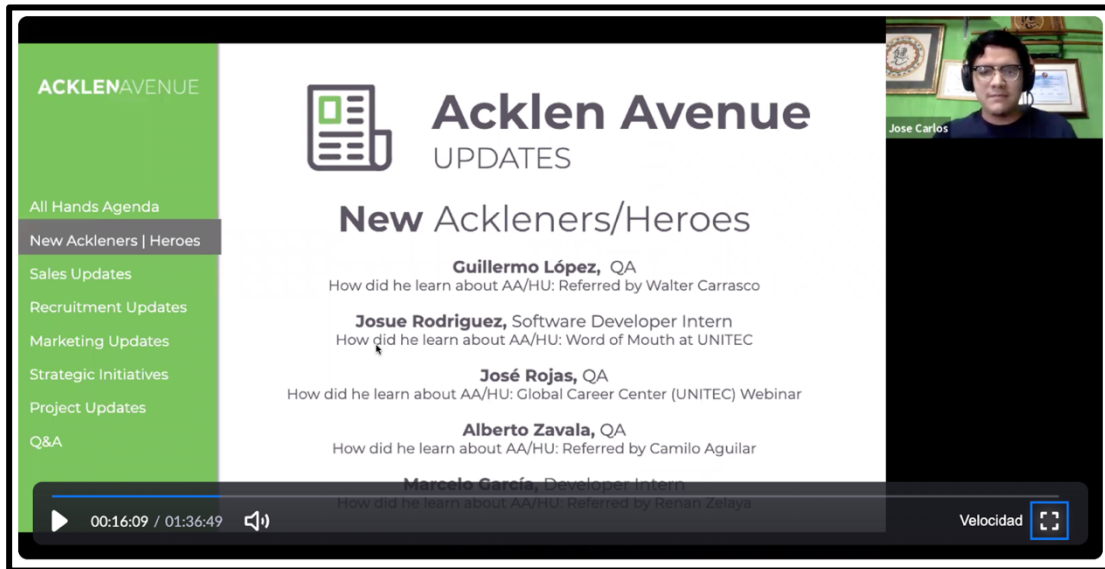 ACKLENAVENUE
All Hands Agenda
New Ackleners | Heroes
Sales Updates
Recruitment Updates
Marketing Updates
Strategic Initiatives
Project Updates
Q&A
Acklen Avenue
UPDATES
New Ackleners/Heroes
Guillermo López, QA
How did he learn about AA/HU: Referred by Walter Carrasco
Josue Rodriguez, Software Developer Intern
How did he learn about AA/HU: Word of Mouth at UNITEC
José Rojas, QA
How did he learn about AA/HU: Global Career Center (UNITEC) Webinar
Alberto Zavala, QA
How did he learn about AA/HU: Referred by Camilo Aguilar
Marcelo García, Developer Intern
How did he learn about AA/HU: Referred by Renan Zelaya
Jose Carlos
00:16:09 / 01:36:49
Velocidad